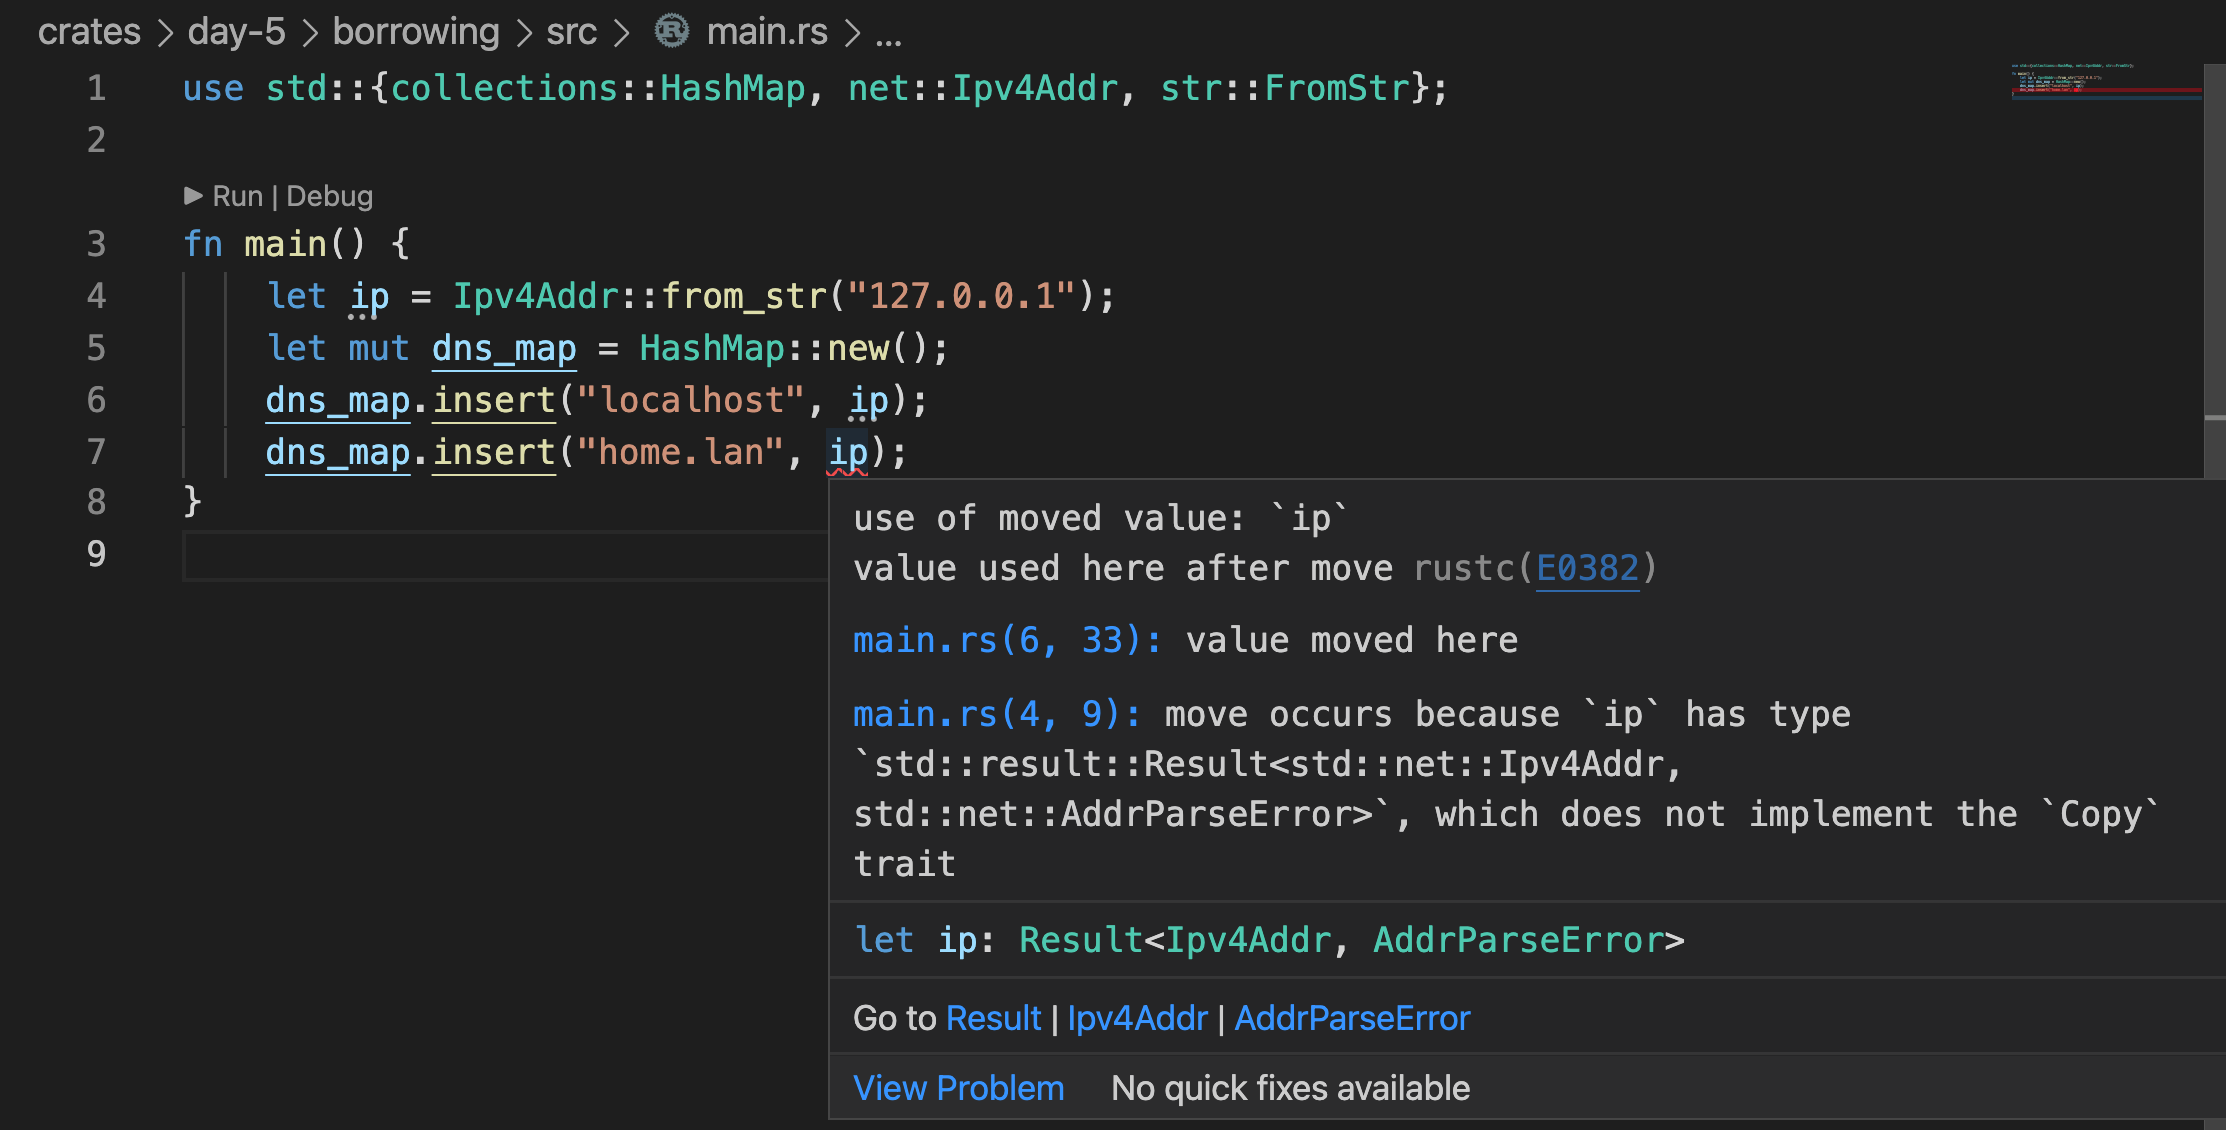 crates > day-5 > borrowing > src > main.rs > ...
1 use std::{collections::HashMap, net::Ipv4Addr, str::FromStr};
2
▶ Run | Debug
3 fn main() {
4     let ip = Ipv4Addr::from_str("127.0.0.1");
5     let mut dns_map = HashMap::new();
6     dns_map.insert("localhost", ip);
7     dns_map.insert("home.lan", ip);
8 }
9
use of moved value: `ip`
value used here after move rustc(E0382)
main.rs(6, 33): value moved here
main.rs(4, 9): move occurs because `ip` has type
`std::result::Result<std::net::Ipv4Addr,
std::net::AddrParseError>`, which does not implement the `Copy`
trait
let ip: Result<Ipv4Addr, AddrParseError>
Go to Result | Ipv4Addr | AddrParseError
View Problem No quick fixes available